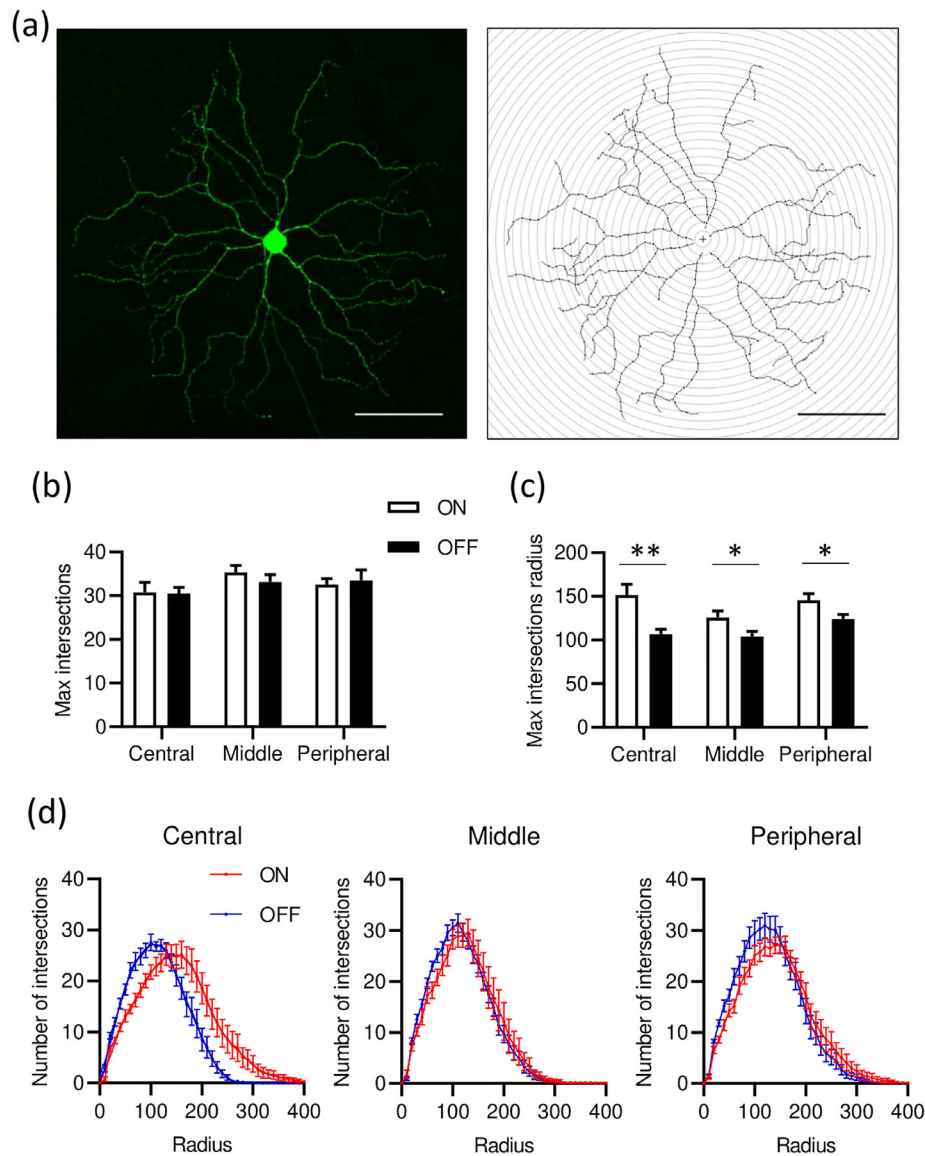 (a)
(b)
ON
OFF
Max intersections
40
30
20
10
0
Central Middle Peripheral
(c)
Max intersections radius
200
150
100
50
0
** * *
Central Middle Peripheral
(d)
Central
ON
OFF
Number of intersections
40
30
20
10
0
0 100 200 300 400
Radius
Middle
Number of intersections
40
30
20
10
0
0 100 200 300 400
Radius
Peripheral
Number of intersections
40
30
20
10
0
0 100 200 300 400
Radius